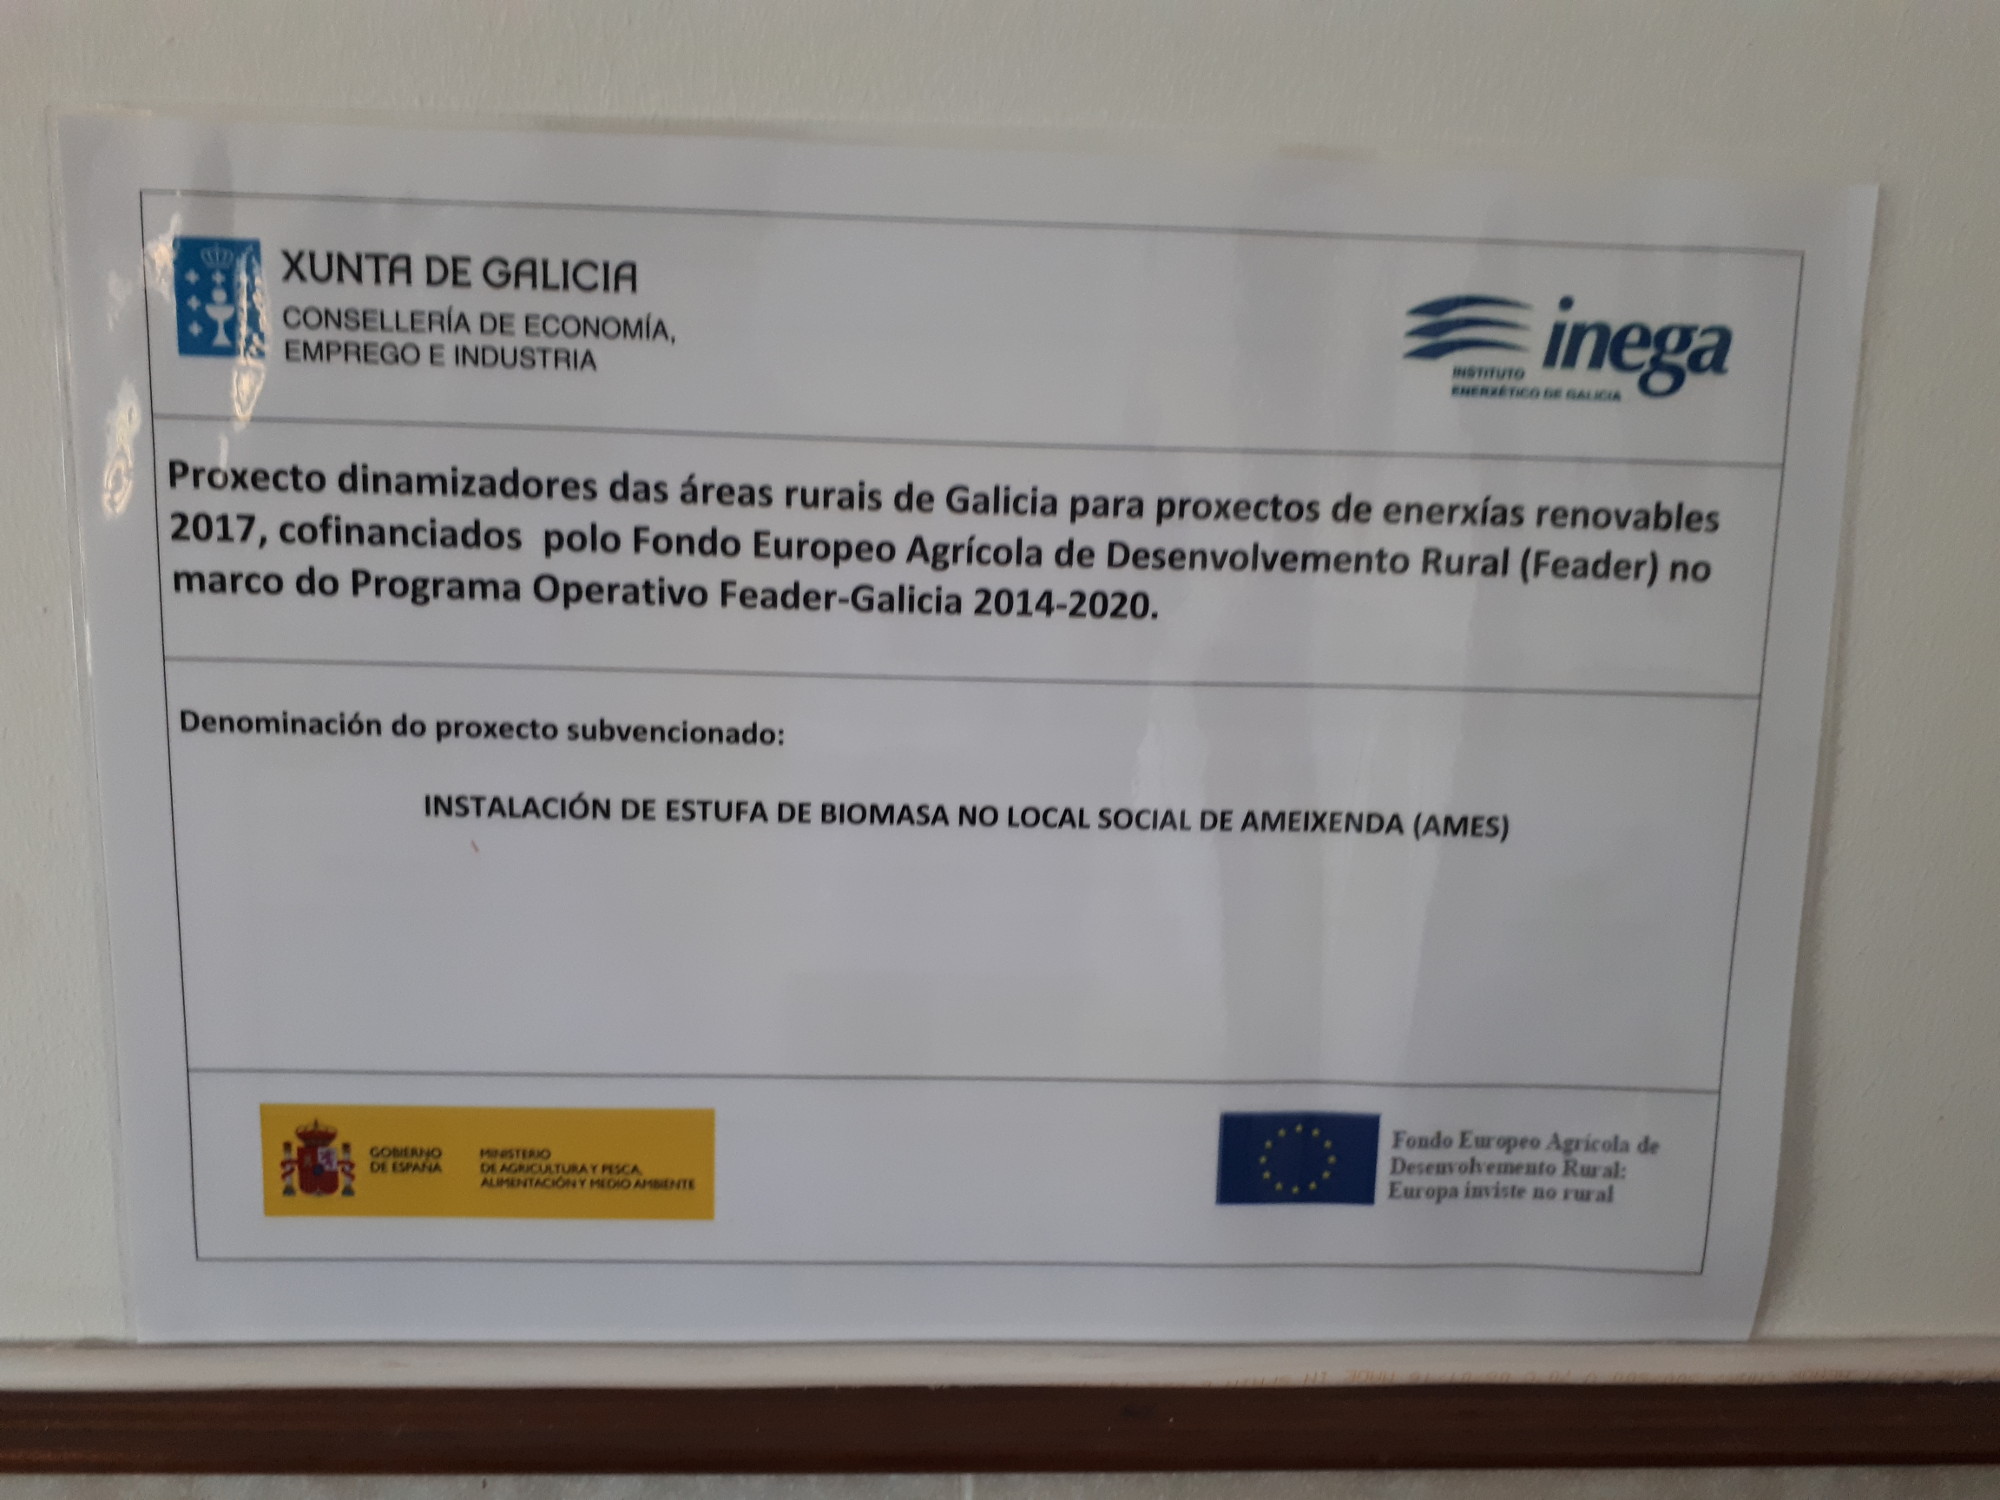 XUNTA DE GALICIA
CONSELLERÍA DE ECONOMÍA,
EMPREGO E INDUSTRIA
inega
INSTITUTO
ENERXÉTICO DE GALICIA
Proxecto dinamizadores das áreas rurais de Galicia para proxectos de enerxías renovables
2017, cofinanciados polo Fondo Europeo Agrícola de Desenvolvemento Rural (Feader) no
marco do Programa Operativo Feader-Galicia 2014-2020.
Denominación do proxecto subvencionado:
INSTALACIÓN DE ESTUFA DE BIOMASA NO LOCAL SOCIAL DE AMEIXENDA (AMES)
GOBIERNO
DE ESPAÑA
MINISTERIO
DE AGRICULTURA Y PESCA,
ALIMENTACIÓN Y MEDIO AMBIENTE
Fondo Europeo Agrícola de
Desenvolvemento Rural:
Europa inviste no rural